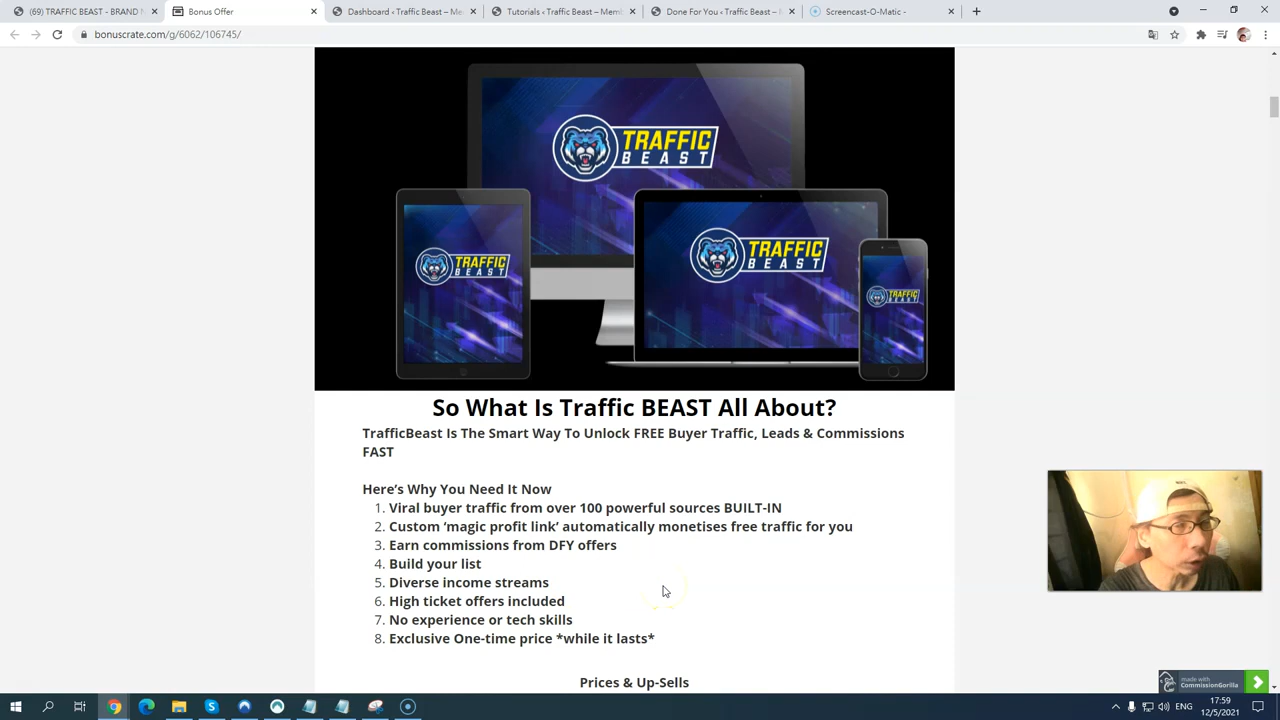 (69) TRAFFIC BEAST - BRAND N
Bonus Offer
Dashboard ‹ Traffic Beast – Me
Tutorials ‹ Traffic Beast – Memb
Done For You ‹ Traffic Beast –
Screencast-O-Matic -
bonuscrate.com/g/6062/106745/
TRAFFIC
BEAST
TRAFFIC
BEAST
TRAFFIC
BEAST
TRAFFIC
BEAST
So What Is Traffic BEAST All About?
TrafficBeast Is The Smart Way To Unlock FREE Buyer Traffic, Leads & Commissions
FAST
Here’s Why You Need It Now
1. Viral buyer traffic from over 100 powerful sources BUILT-IN
2. Custom ‘magic profit link’ automatically monetises free traffic for you
3. Earn commissions from DFY offers
4. Build your list
5. Diverse income streams
6. High ticket offers included
7. No experience or tech skills
8. Exclusive One-time price *while it lasts*
Prices & Up-Sells
made with
CommissionGorilla
ENG
17:59
12/5/2021